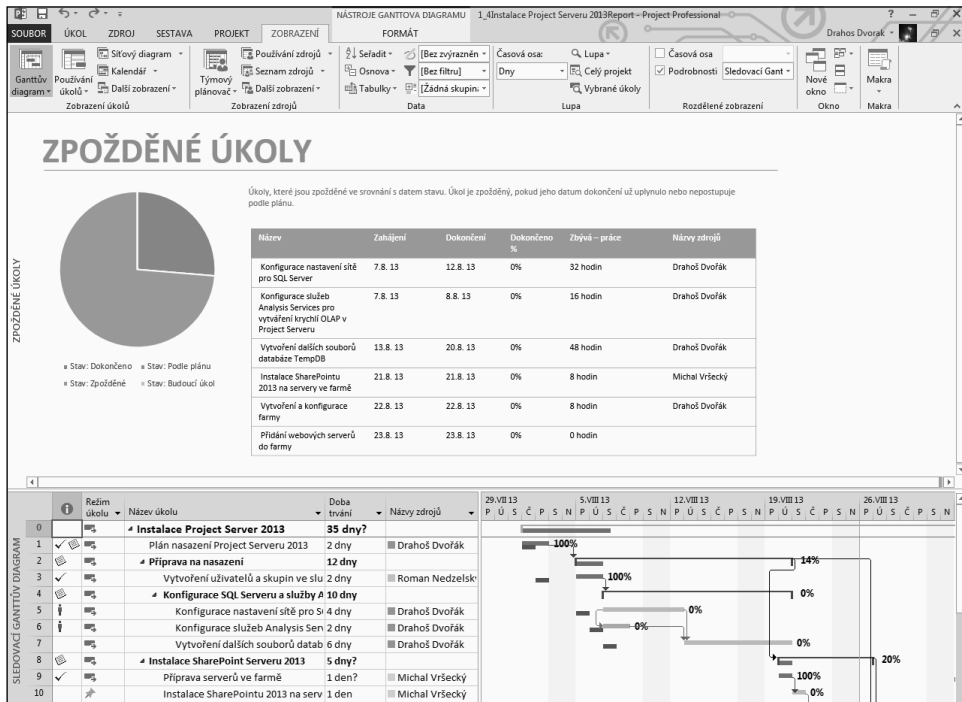 NÁSTROJE GANTTOVA DIAGRAMU 1_4Instalace Project Serveru 2013Report - Project Professional
SOUBOR ÚKOL ZDROJ SESTAVA PROJEKT ZOBRAZENÍ FORMÁT Drahos Dvorak
Ganttův diagram
Používání úkolů
Síťový diagram
Kalendář
Další zobrazení
Zobrazení úkolů
Týmový plánovač
Používání zdrojů
Seznam zdrojů
Další zobrazení
Zobrazení zdrojů
Seřadit
Osnova
Tabulky
[Bez zvýrazněn
[Bez filtru]
[Žádná skupin
Data
Časová osa:
Dny
Lupa
Celý projekt
Vybrané úkoly
Lupa
Časová osa
Podrobnosti Sledovací Gant
Rozdělené zobrazení
Nové okno
Okno
Makra
Makra
ZPOŽDĚNÉ ÚKOLY
ZPOŽDĚNÉ ÚKOLY
Úkoly, které jsou zpožděné ve srovnání s datem stavu. Úkol je zpožděný, pokud jeho datum dokončení už uplynulo nebo nepostupuje
podle plánu.
Stav: Dokončeno Stav: Podle plánu
Stav: Zpožděné Stav: Budoucí úkol
Název Zahájení Dokončení Dokončeno % Zbývá – práce Názvy zdrojů
Konfigurace nastavení sítě pro SQL Server 7.8. 13 12.8. 13 0% 32 hodin Drahoš Dvořák
Konfigurace služeb Analysis Services pro vytváření krychlí OLAP v Project Serveru 7.8. 13 8.8. 13 0% 16 hodin Drahoš Dvořák
Vytvoření dalších souborů databáze TempDB 13.8. 13 20.8. 13 0% 48 hodin Drahoš Dvořák
Instalace SharePointu 2013 na servery ve farmě 21.8. 13 21.8. 13 0% 8 hodin Michal Vršecký
Vytvoření a konfigurace farmy 22.8. 13 22.8. 13 0% 8 hodin Drahoš Dvořák
Přidání webových serverů do farmy 23.8. 13 23.8. 13 0% 0 hodin
SLEDOVACÍ GANTTŮV DIAGRAM
Režim úkolu Název úkolu Doba trvání Názvy zdrojů
29.VII 13 5.VIII 13 12.VIII 13 19.VIII 13 26.VIII 13
P Ú S Č P S N P Ú S Č P S N P Ú S Č P S N P Ú S Č P S N P Ú S Č P S N
0 Instalace Project Server 2013 35 dny?
1 Plán nasazení Project Serveru 2013 2 dny Drahoš Dvořák 100%
2 Příprava na nasazení 12 dny 14%
3 Vytvoření uživatelů a skupin ve slu 2 dny Roman Nedzelsk 100%
4 Konfigurace SQL Serveru a služby A 10 dny 0%
5 Konfigurace nastavení sítě pro S 4 dny Drahoš Dvořák 0%
6 Konfigurace služeb Analysis Sen 2 dny Drahoš Dvořák 0%
7 Vytvoření dalších souborů datab 6 dny Drahoš Dvořák 0%
8 Instalace SharePoint Serveru 2013 5 dny? 20%
9 Příprava serverů ve farmě 1 den? Michal Vršecký 100%
10 Instalace SharePointu 2013 na serv 1 den Michal Vršecký 0%